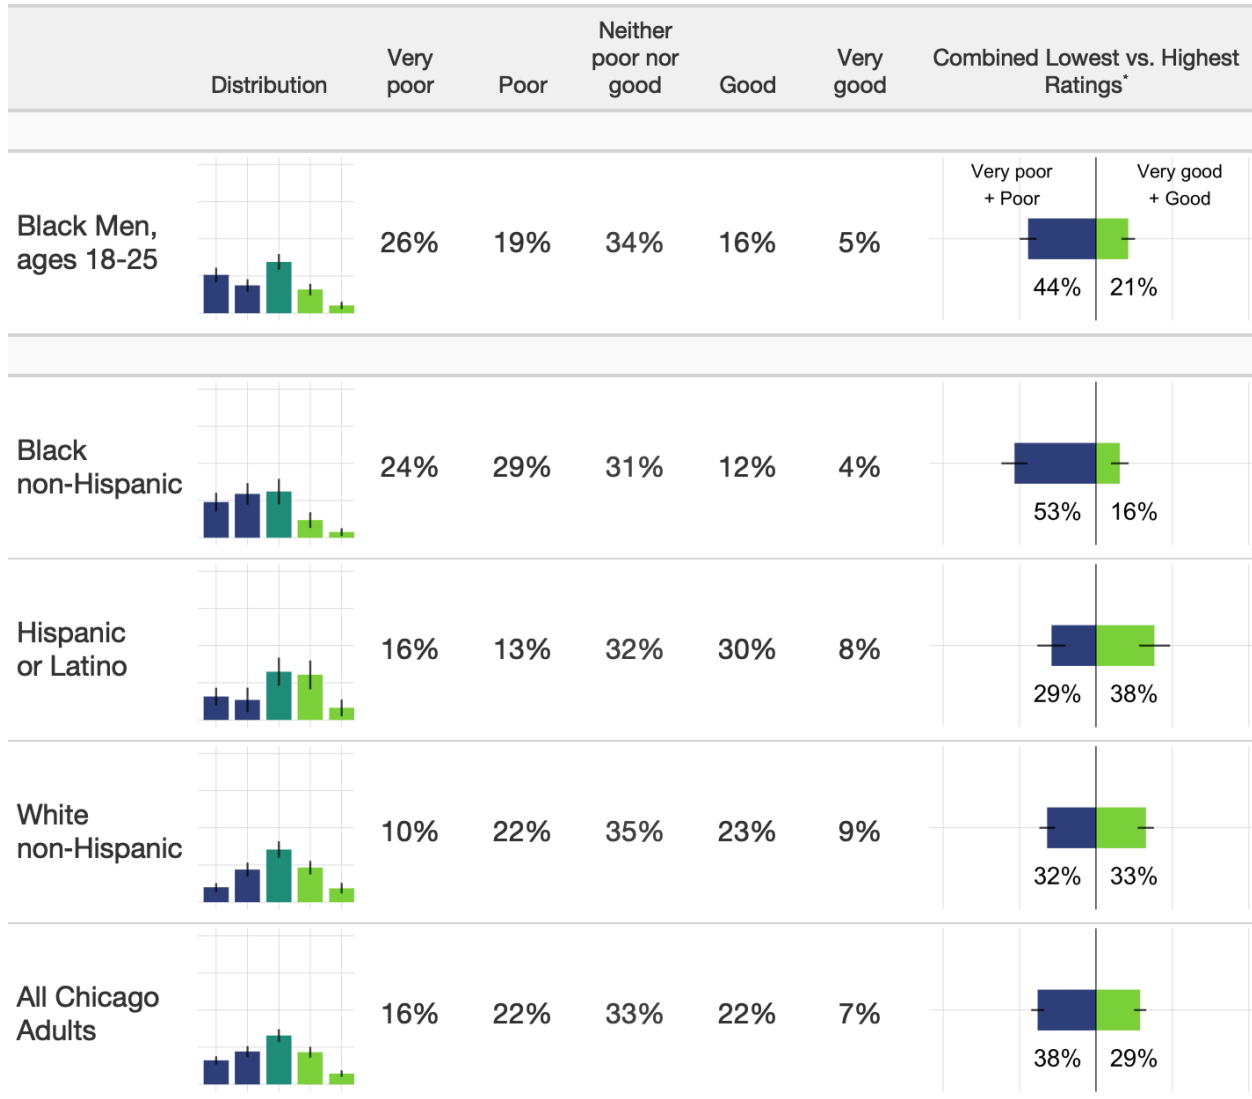 Distribution
Very
poor
Poor
Neither
poor nor
good
Good
Very
good
Combined Lowest vs. Highest
Ratings*
Black Men,
ages 18-25
26% 19% 34% 16% 5%
Very poor
+ Poor
Very good
+ Good
44% 21%
Black
non-Hispanic
24% 29% 31% 12% 4%
53% 16%
Hispanic
or Latino
16% 13% 32% 30% 8%
29% 38%
White
non-Hispanic
10% 22% 35% 23% 9%
32% 33%
All Chicago
Adults
16% 22% 33% 22% 7%
38% 29%